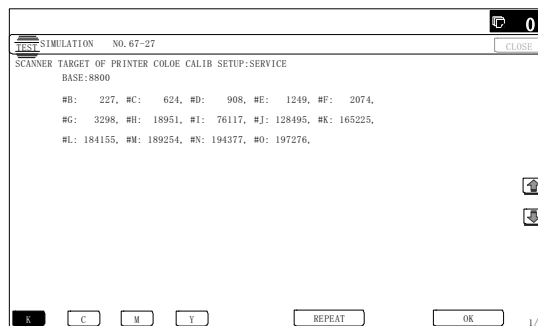 0
TEST SIMULATION NO. 67-27
CLOSE
SCANNER TARGET OF PRINTER COLOE CALIB SETUP:SERVICE
BASE:8800
#B: 227, #C: 624, #D: 908, #E: 1249, #F: 2074,
#G: 3298, #H: 18951, #I: 76117, #J: 128495, #K: 165225,
#L: 184155, #M: 189254, #N: 194377, #O: 197276,
K C M Y REPEAT OK 1/